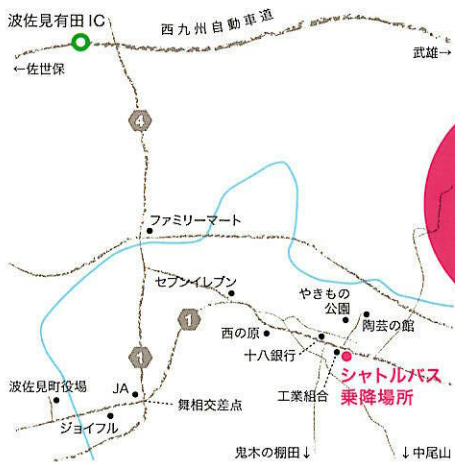 波佐見有田 IC
西九州自動車道
←佐世保
武雄→
4
ファミリーマート
セブンイレブン
やきもの
公園
陶芸の館
1
西の原
十八銀行
工業組合
シャトルバス
乗降場所
1
波佐見町役場
JA
舞相交差点
ジョイフル
鬼木の棚田↓
↓中尾山